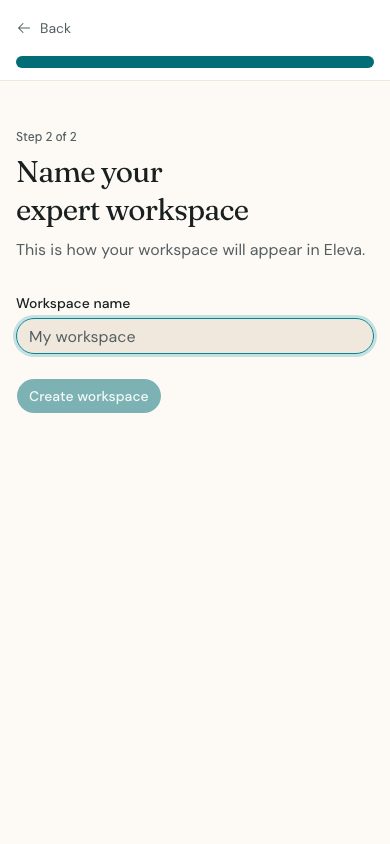 Back
Step 2 of 2
Name your
expert workspace
This is how your workspace will appear in Eleva.
Workspace name
My workspace
Create workspace